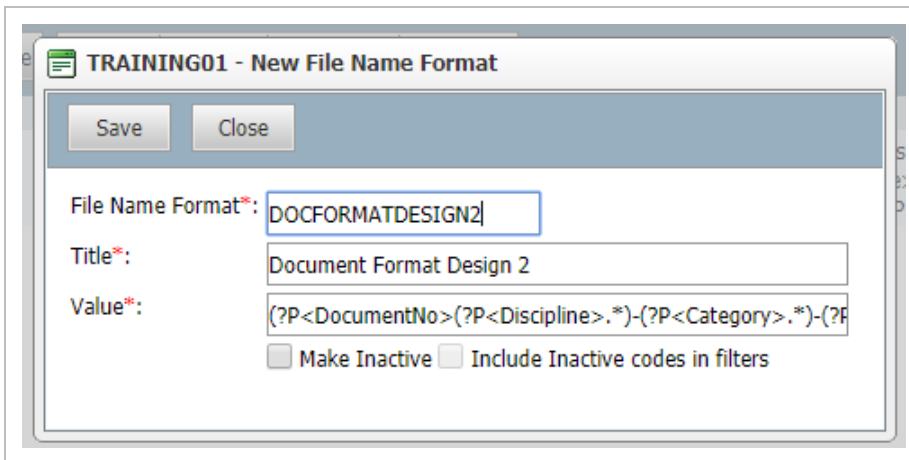 TRAINING01 - New File Name Format
Save Close
File Name Format*: DOCFORMATDESIGN2
Title*: Document Format Design 2
Value*: (?P<DocumentNo>(?P<Discipline>.*)-(?P<Category>.*)-(?P
Make Inactive Include Inactive codes in filters